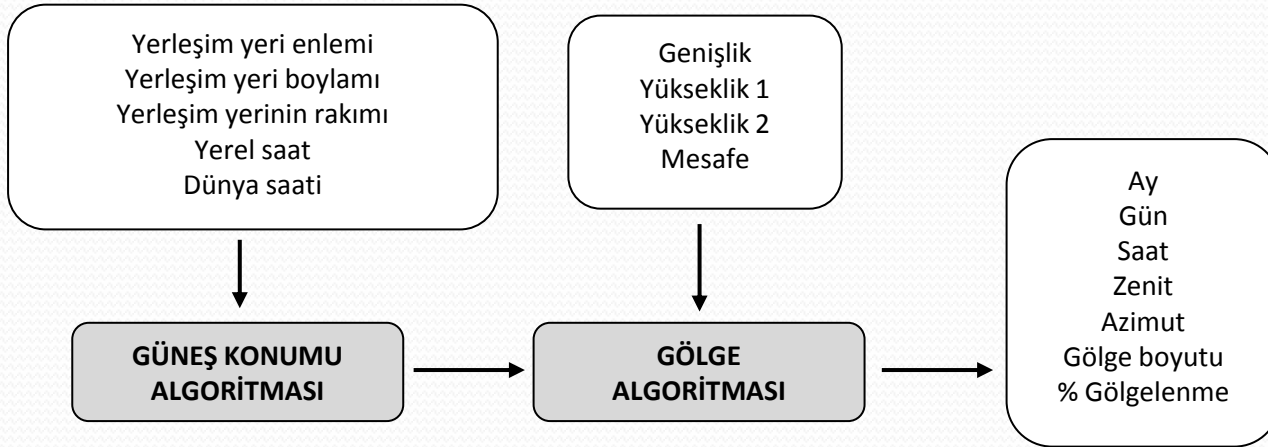 Yerleşim yeri enlemi
Yerleşim yeri boylamı
Yerleşim yerinin rakımı
Yerel saat
Dünya saati
Genişlik
Yükseklik 1
Yükseklik 2
Mesafe
GÜNEŞ KONUMU
ALGORİTMASI
GÖLGE
ALGORİTMASI
Ay
Gün
Saat
Zenit
Azimut
Gölge boyutu
% Gölgelenme